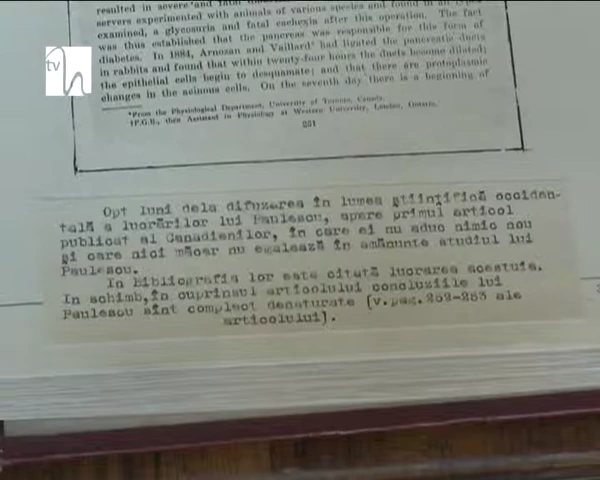 resulted in severe and fatal
servers experimented with animals of various species and found in all types
examined, a glycosuria and fatal cachexia after this operation. The fact
was thus established that the pancreas was responsible for this form of
diabetes. In 1884, Arnozan and Vaillard had ligated the pancreatic ducts
in rabbits and found that within twenty-four hours the ducts become dilated;
the epithelial cells begin to desquamate; and that there are protoplasmic
changes in the acinous cells. On the seventh day there is a beginning of
*From the Physiological Department, University of Toronto, Canada.
†F.G.B., then Assistant in Physiology at Western University, London, Ontario.
251
tvh
Opt luni dela difuzarea în lumea științifică occiden-
tală a lucrărilor lui Paulescu, apare primul articol
publicat al Canadienilor, în care ei nu aduc nimic nou
și care nici măcar nu egalează în amănunte studiul lui
Paulescu.
In bibliografia lor este citată lucrarea acestuia.
In schimb, în cuprinsul articolului concluziile lui
Paulescu sînt complect denaturate (v.pag. 252-253 ale
articolului).